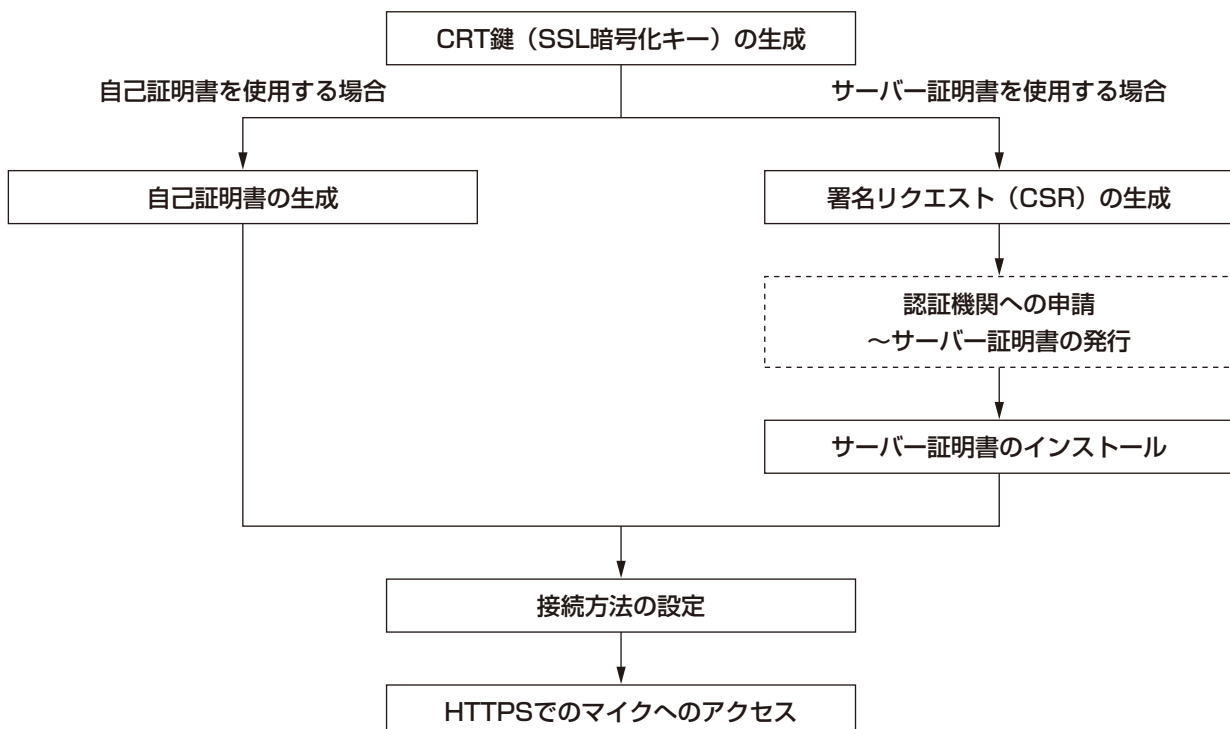 CRT鍵（SSL暗号化キー）の生成
自己証明書を使用する場合
サーバー証明書を使用する場合
自己証明書の生成
署名リクエスト（CSR）の生成
認証機関への申請
～サーバー証明書の発行
サーバー証明書のインストール
接続方法の設定
HTTPSでのマイクへのアクセス